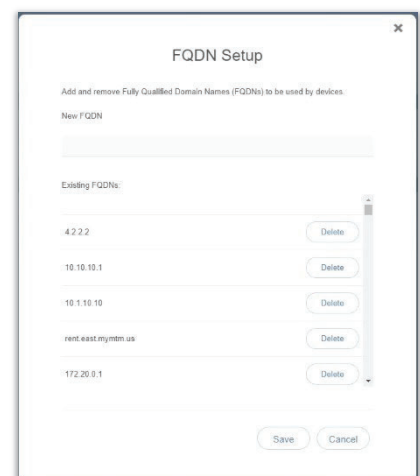 FQDN Setup
Add and remove Fully Qualified Domain Names (FQDNs) to be used by devices.
New FQDN
Existing FQDNs:
4.2.2.2 Delete
10.10.10.1 Delete
10.1.10.10 Delete
rent.east.mymtm.us Delete
172.20.0.1 Delete
Save Cancel